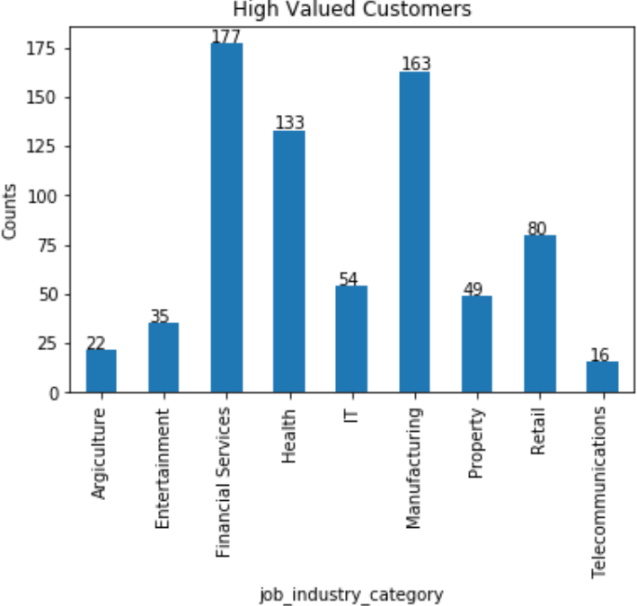 High Valued Customers
Counts
175
150
125
100
75
50
25
0
22
35
177
133
54
163
49
80
16
Argiculture
Entertainment
Financial Services
Health
IT
Manufacturing
Property
Retail
Telecommunications
job_industry_category